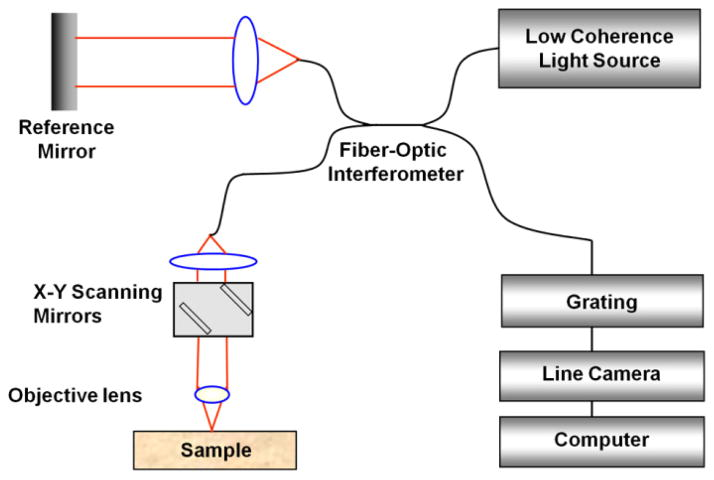 Low Coherence
Light Source
Reference
Mirror
Fiber-Optic
Interferometer
X-Y Scanning
Mirrors
Grating
Line Camera
Objective lens
Computer
Sample